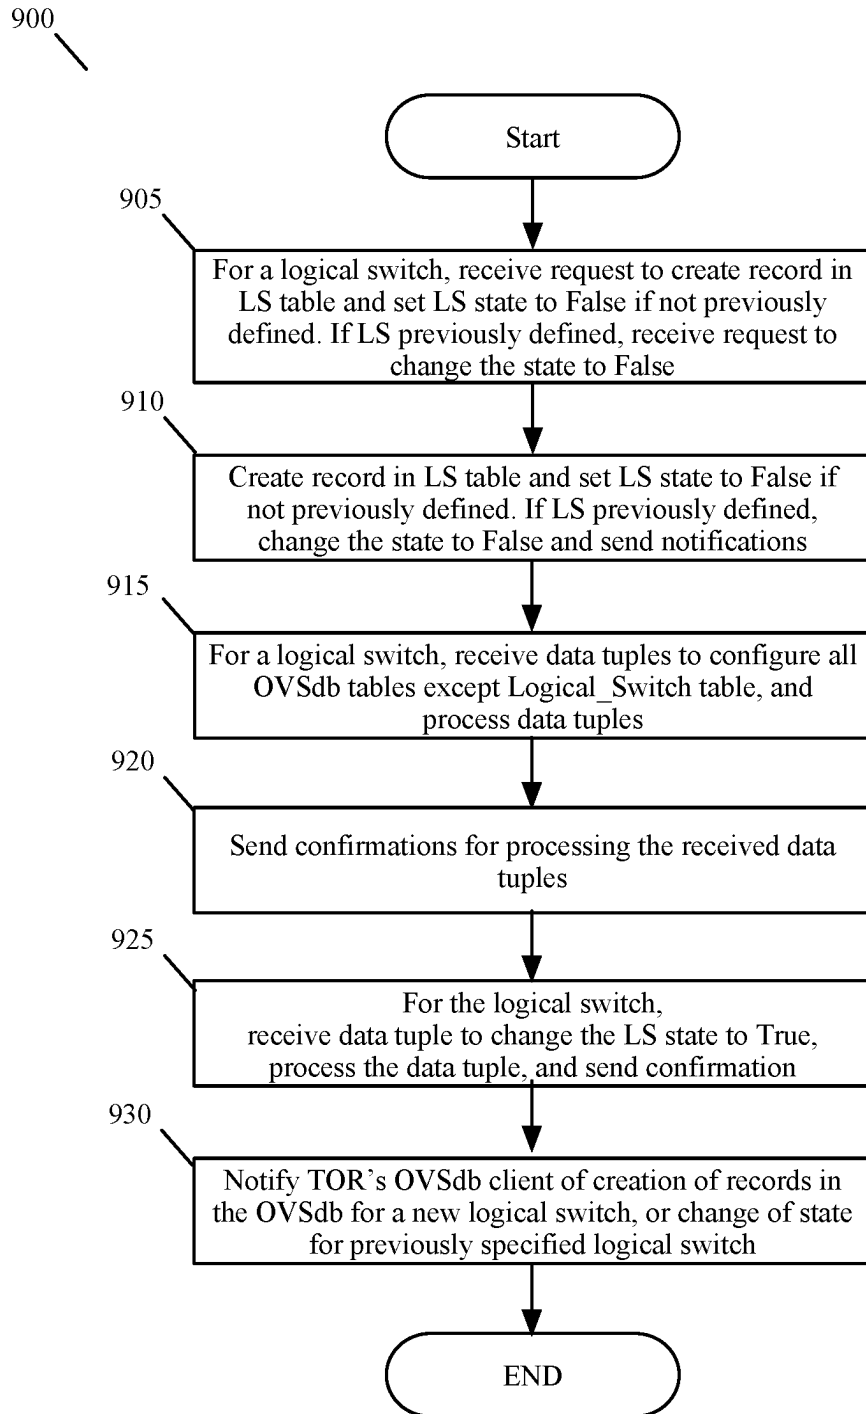 900
Start
905
For a logical switch, receive request to create record in
LS table and set LS state to False if not previously
defined. If LS previously defined, receive request to
change the state to False
910
Create record in LS table and set LS state to False if
not previously defined. If LS previously defined,
change the state to False and send notifications
915
For a logical switch, receive data tuples to configure all
OVSdb tables except Logical_Switch table, and
process data tuples
920
Send confirmations for processing the received data
tuples
925
For the logical switch,
receive data tuple to change the LS state to True,
process the data tuple, and send confirmation
930
Notify TOR’s OVSdb client of creation of records in
the OVSdb for a new logical switch, or change of state
for previously specified logical switch
END